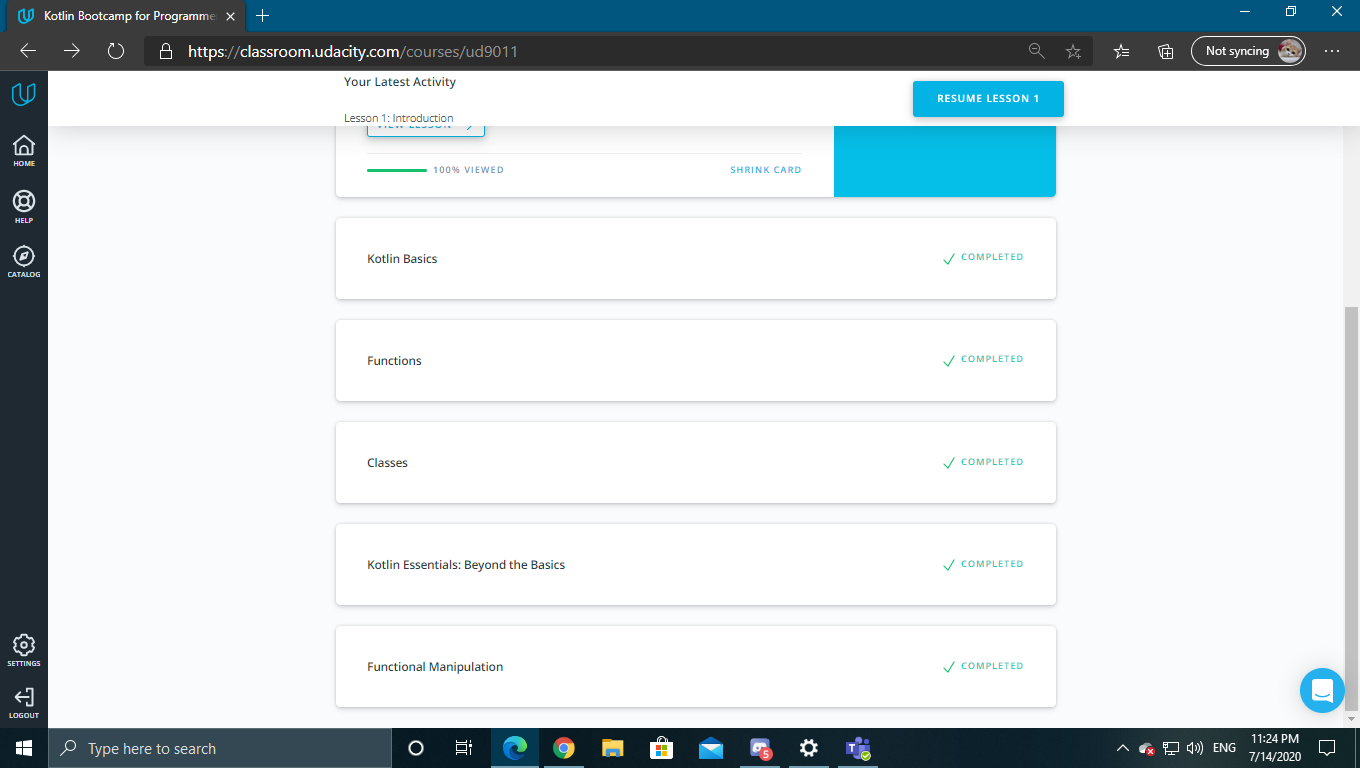 Kotlin Bootcamp for Programme
https://classroom.udacity.com/courses/ud9011
Not syncing
Your Latest Activity
RESUME LESSON 1
Lesson 1: Introduction
VIEW LESSON
100% VIEWED
SHRINK CARD
HOME
HELP
CATALOG
Kotlin Basics
COMPLETED
Functions
COMPLETED
Classes
COMPLETED
Kotlin Essentials: Beyond the Basics
COMPLETED
Functional Manipulation
COMPLETED
SETTINGS
LOGOUT
Type here to search
5
ENG
11:24 PM
7/14/2020